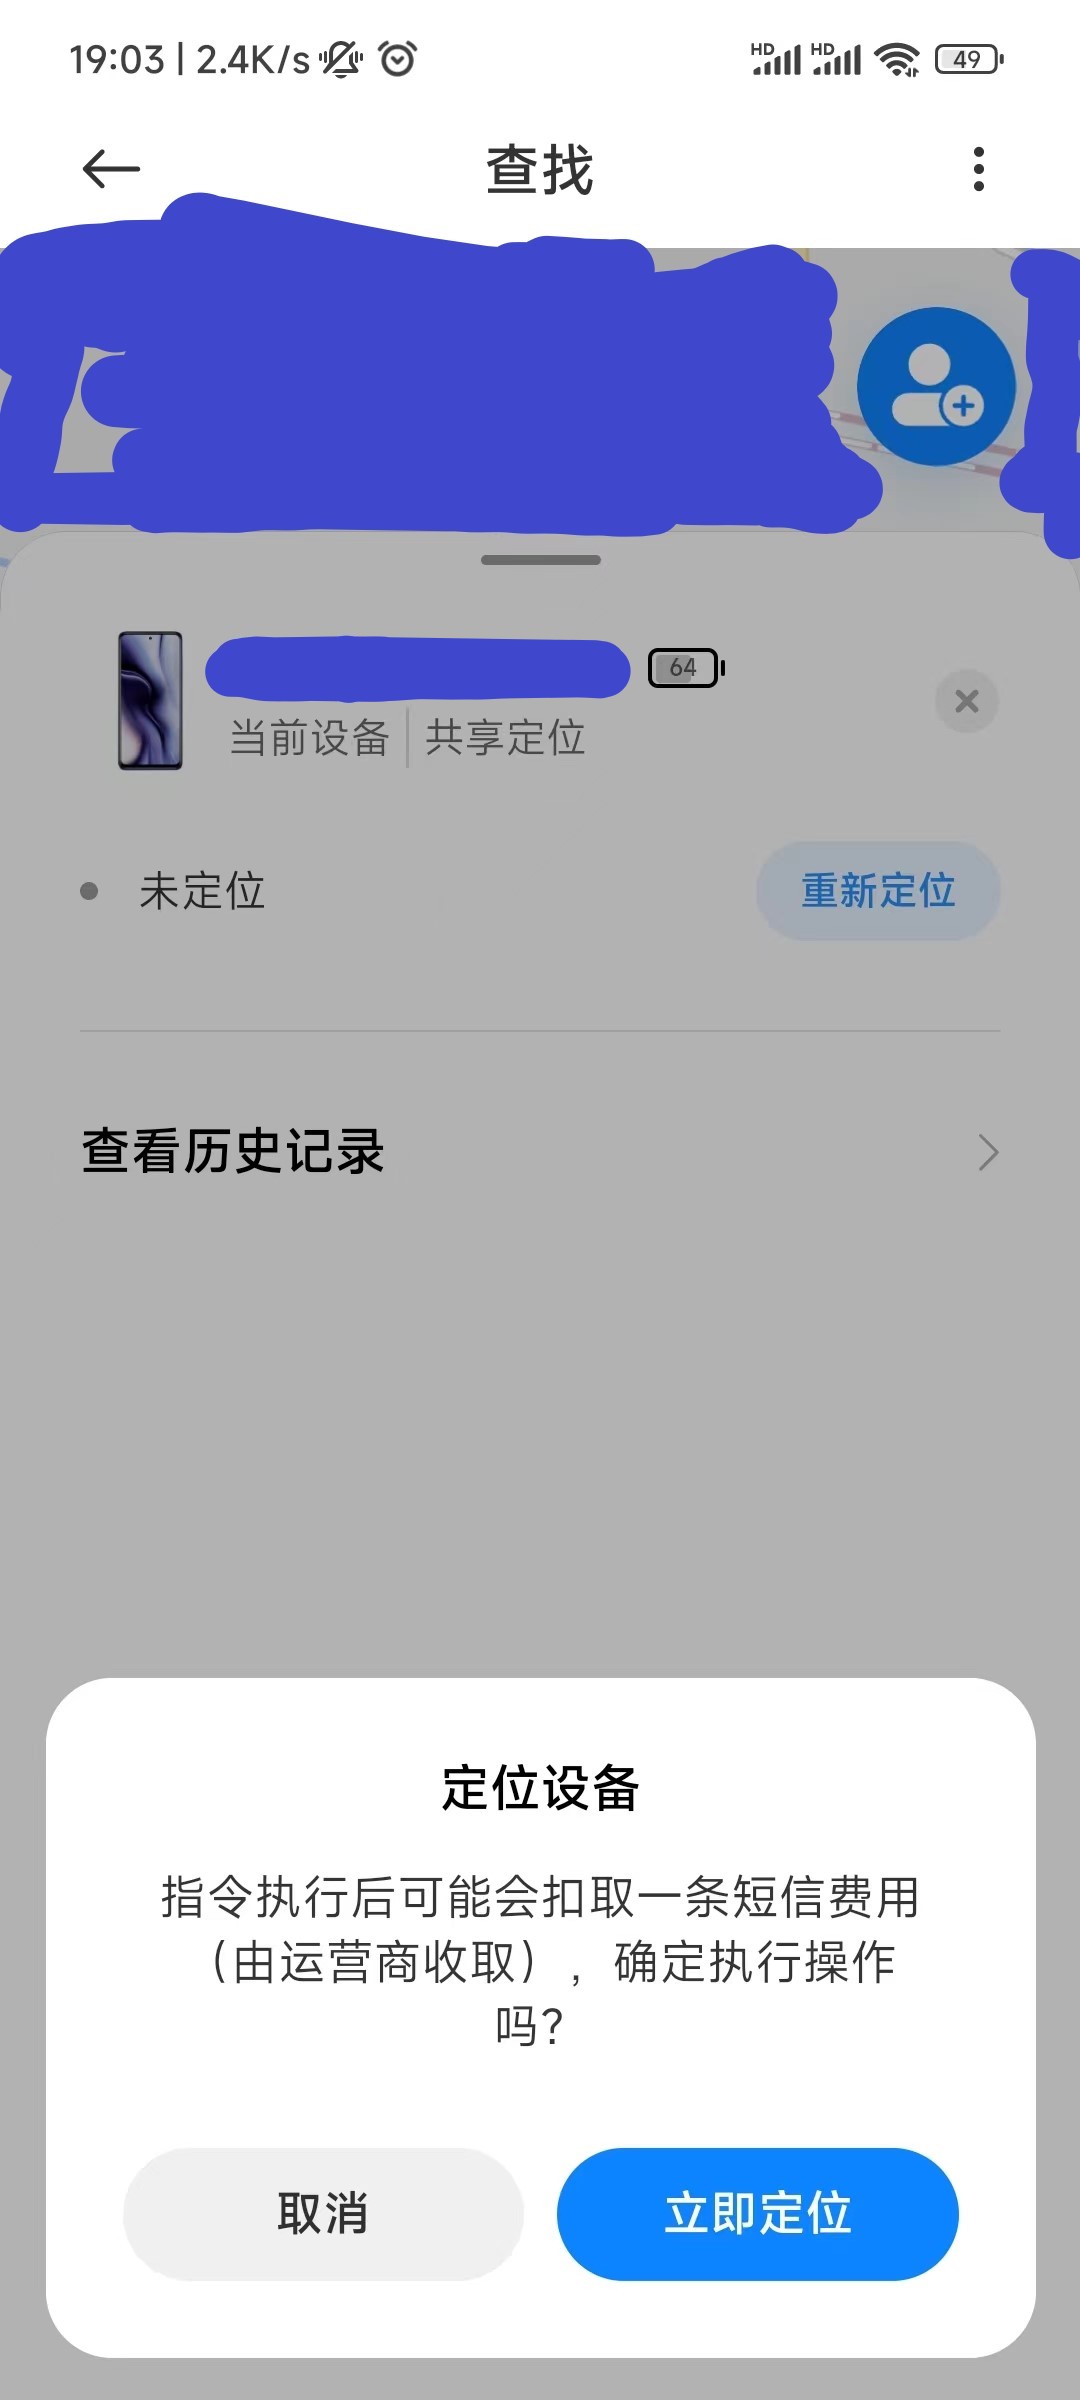 19:03 | 2.4K/s
HD HD 49
查找
64
当前设备 | 共享定位
未定位
重新定位
查看历史记录
定位设备
指令执行后可能会扣取一条短信费用
（由运营商收取），确定执行操作
吗？
取消
立即定位